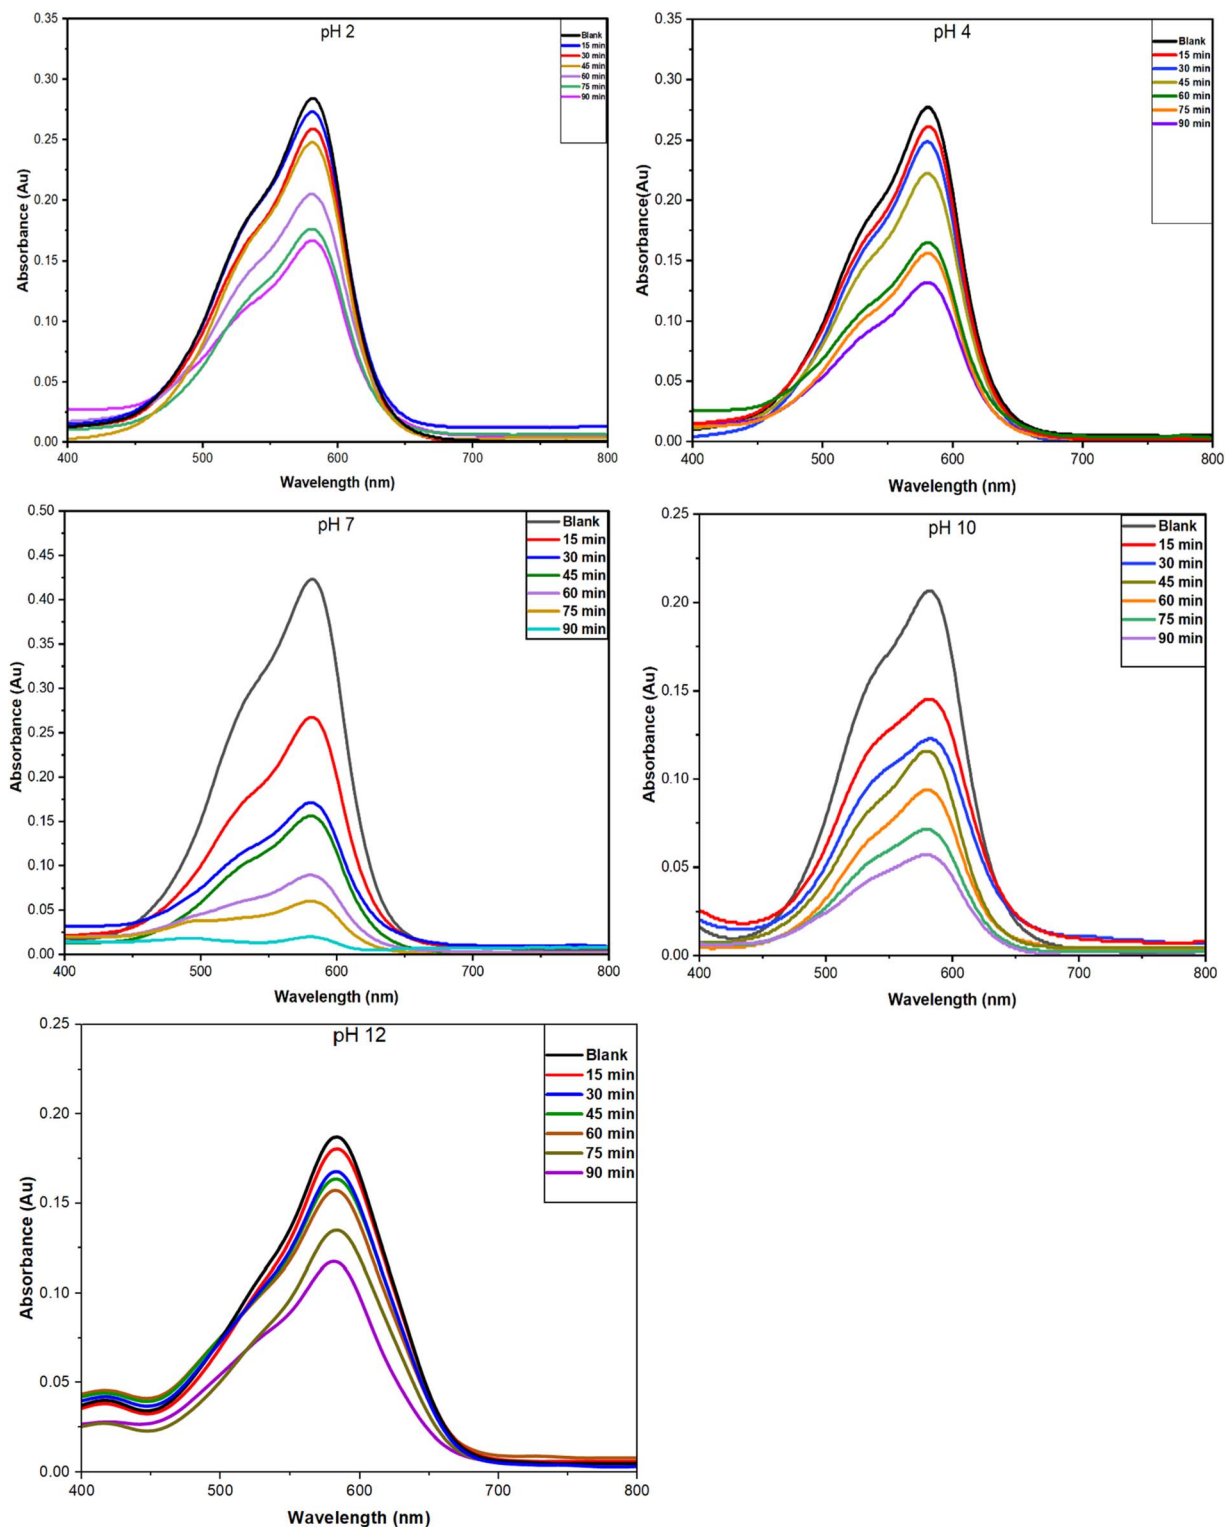 pH 2
Blank
15 min
30 min
45 min
60 min
75 min
90 min
0.35
0.30
0.25
0.20
0.15
0.10
0.05
0.00
Absorbance (Au)
400 500 600 700 800
Wavelength (nm)
pH 4
Blank
15 min
30 min
45 min
60 min
75 min
90 min
0.35
0.30
0.25
0.20
0.15
0.10
0.05
0.00
Absorbance(Au)
400 500 600 700 800
Wavelength (nm)
pH 7
Blank
15 min
30 min
45 min
60 min
75 min
90 min
0.50
0.45
0.40
0.35
0.30
0.25
0.20
0.15
0.10
0.05
0.00
Absorbance (Au)
400 500 600 700 800
Wavelength (nm)
pH 10
Blank
15 min
30 min
45 min
60 min
75 min
90 min
0.25
0.20
0.15
0.10
0.05
0.00
Absorbance (Au)
400 500 600 700 800
Wavelength (nm)
pH 12
Blank
15 min
30 min
45 min
60 min
75 min
90 min
0.25
0.20
0.15
0.10
0.05
0.00
Absorbance (Au)
400 500 600 700 800
Wavelength (nm)